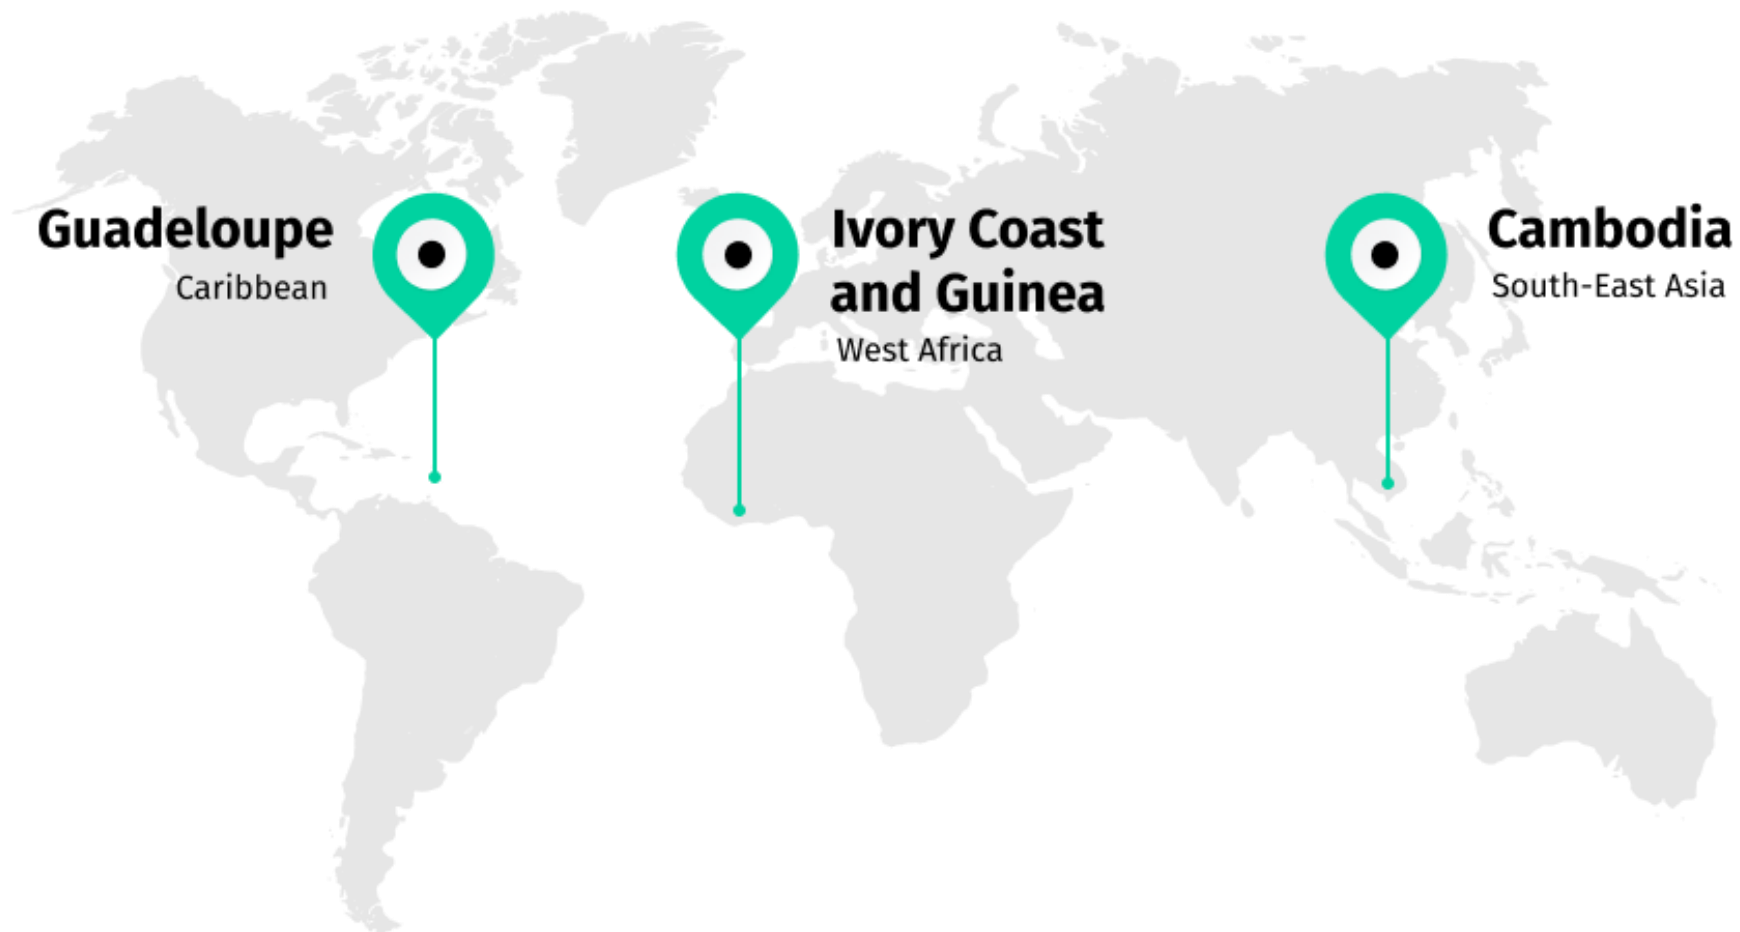 Guadeloupe
Caribbean
Ivory Coast
and Guinea
West Africa
Cambodia
South-East Asia